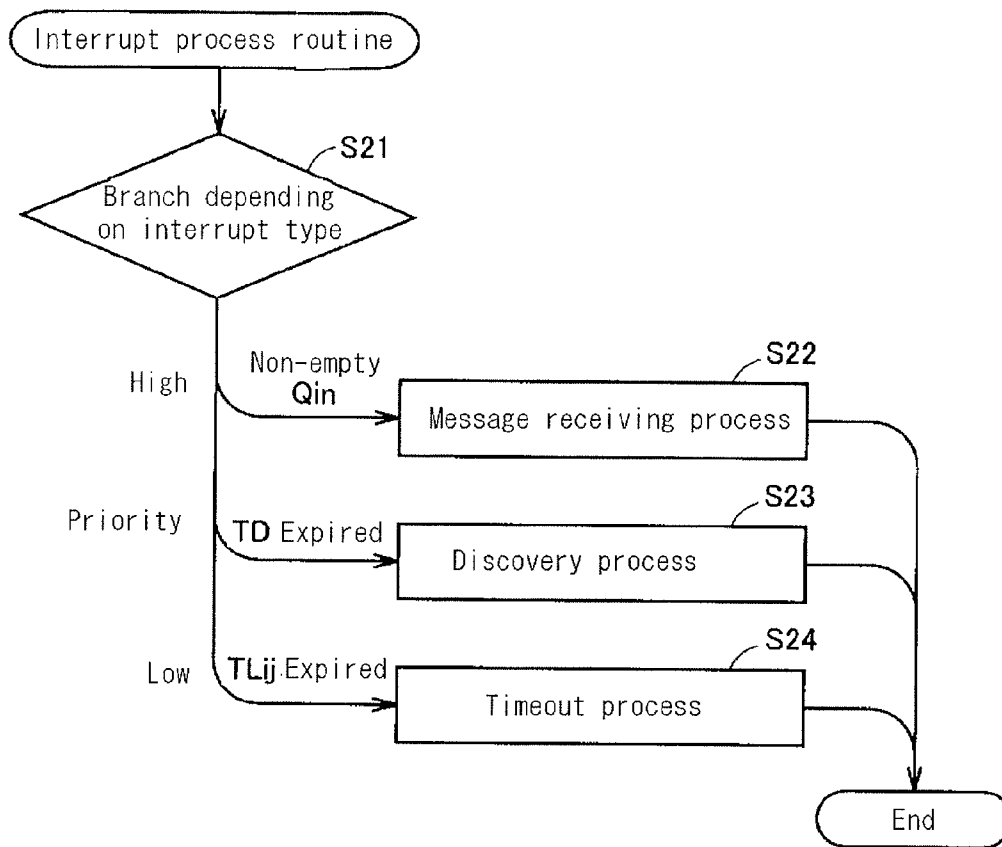 Interrupt process routine
S21
Branch depending
on interrupt type
S22
High
Non-empty
Qin
Message receiving process
S23
Priority
TD Expired
Discovery process
S24
Low
TLij Expired
Timeout process
End